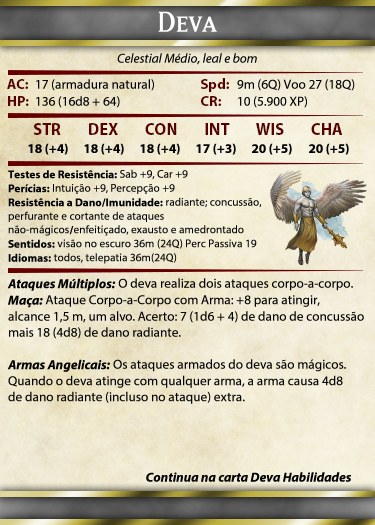 DEVA
Celestial Médio, leal e bom
AC: 17 (armadura natural) Spd: 9m (6Q) Voo 27 (18Q)
HP: 136 (16d8 + 64) CR: 10 (5.900 XP)
STR DEX CON INT WIS CHA
18 (+4) 18 (+4) 18 (+4) 17 (+3) 20 (+5) 20 (+5)
Testes de Resistência: Sab +9, Car +9
Perícias: Intuição +9, Percepção +9
Resistência a Dano/Imunidade: radiante; concussão,
perfurante e cortante de ataques
não-mágicos/enfeitiçado, exausto e amedrontado
Sentidos: visão no escuro 36m (24Q) Perc Passiva 19
Idiomas: todos, telepatia 36m(24Q)
Ataques Múltiplos: O deva realiza dois ataques corpo-a-corpo.
Maça: Ataque Corpo-a-Corpo com Arma: +8 para atingir,
alcance 1,5 m, um alvo. Acerto: 7 (1d6 + 4) de dano de concussão
mais 18 (4d8) de dano radiante.
Armas Angelicais: Os ataques armados do deva são mágicos.
Quando o deva atinge com qualquer arma, a arma causa 4d8
de dano radiante (incluso no ataque) extra.
Continua na carta Deva Habilidades